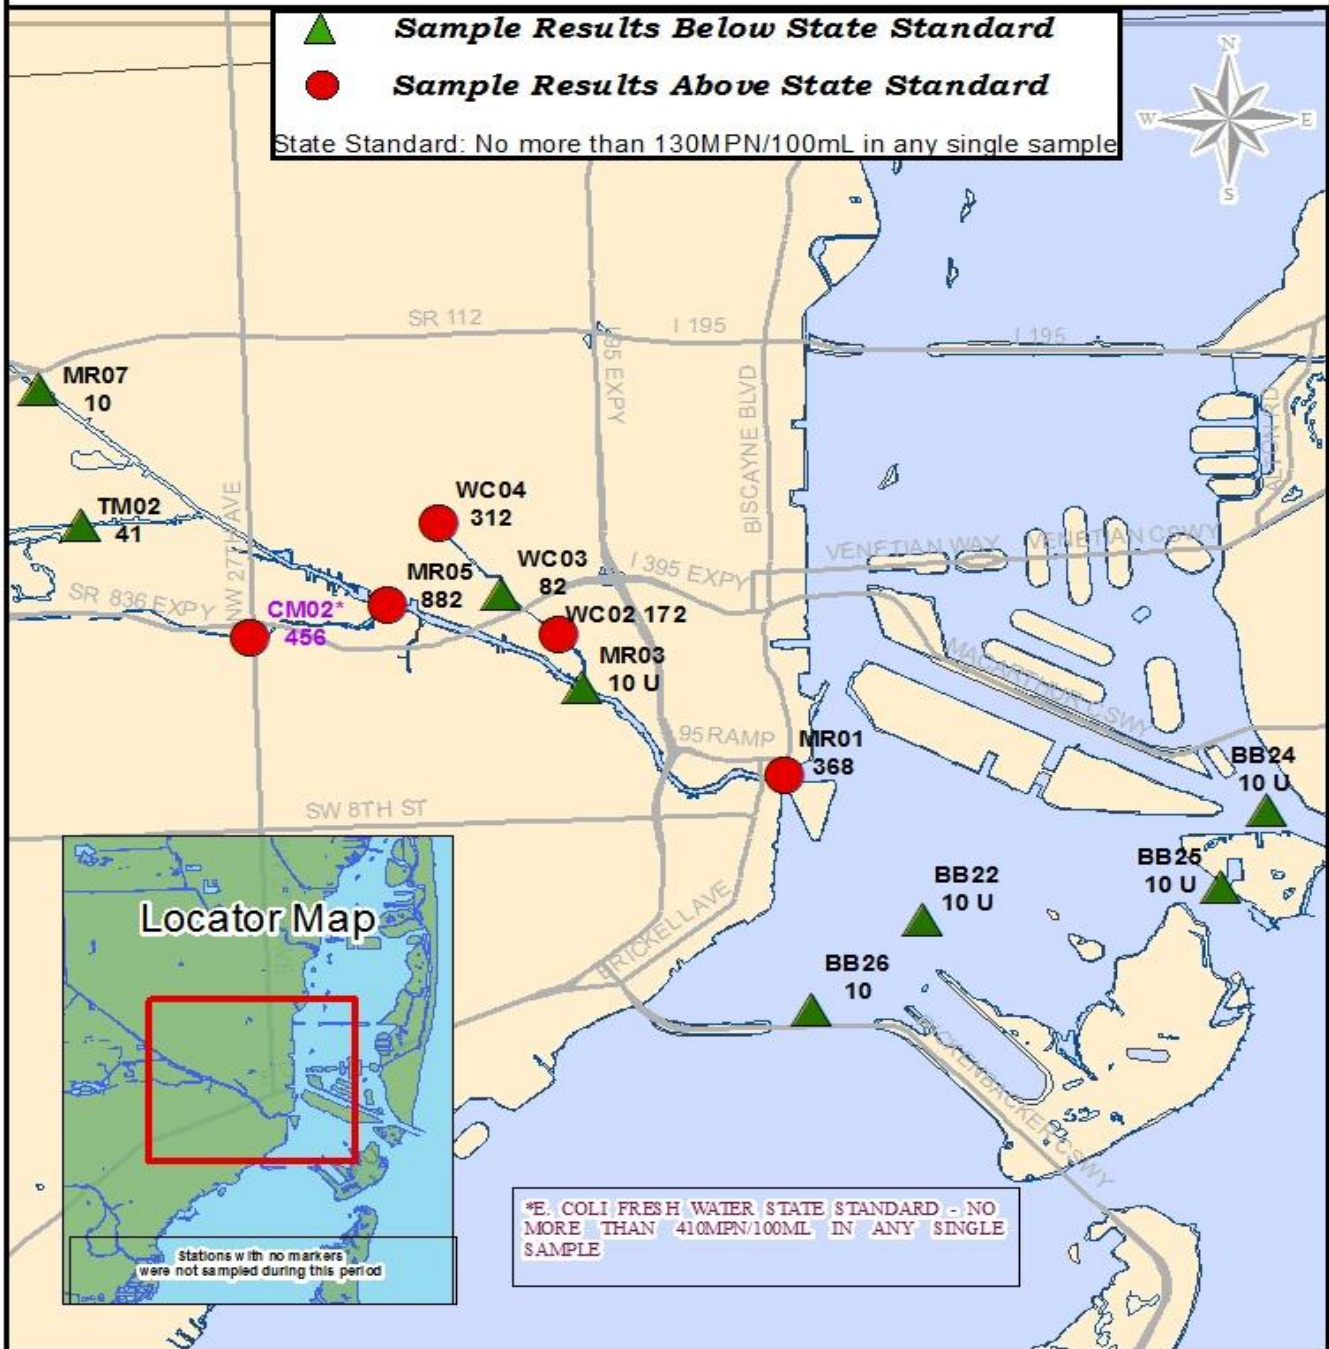 Sample Results Below State Standard
Sample Results Above State Standard
State Standard: No more than 130MPN/100mL in any single sample
N
W
E
S
SR 112
I 195
I 195
I95 EXPY
BISCAYNE BLVD
ALTON RD
MR07
10
WC04
312
TM02
41
NW 27TH AVE
WC03
82
VENETIAN WAY
VENETIAN CSWY
MR05
882
I 395 EXPY
SR 836 EXPY
CM02*
456
WC02 172
MR03
10 U
MACARTHUR CSWY
95 RAMP
MR01
368
BB24
10 U
SW 8TH ST
BB25
10 U
BB22
10 U
BRICKELL AVE
Locator Map
BB26
10
RICKENBACKER CSWY
*E. COLI FRESH WATER STATE STANDARD - NO
MORE THAN 410MPN/100ML IN ANY SINGLE
SAMPLE
Stations with no markers
were not sampled during this period